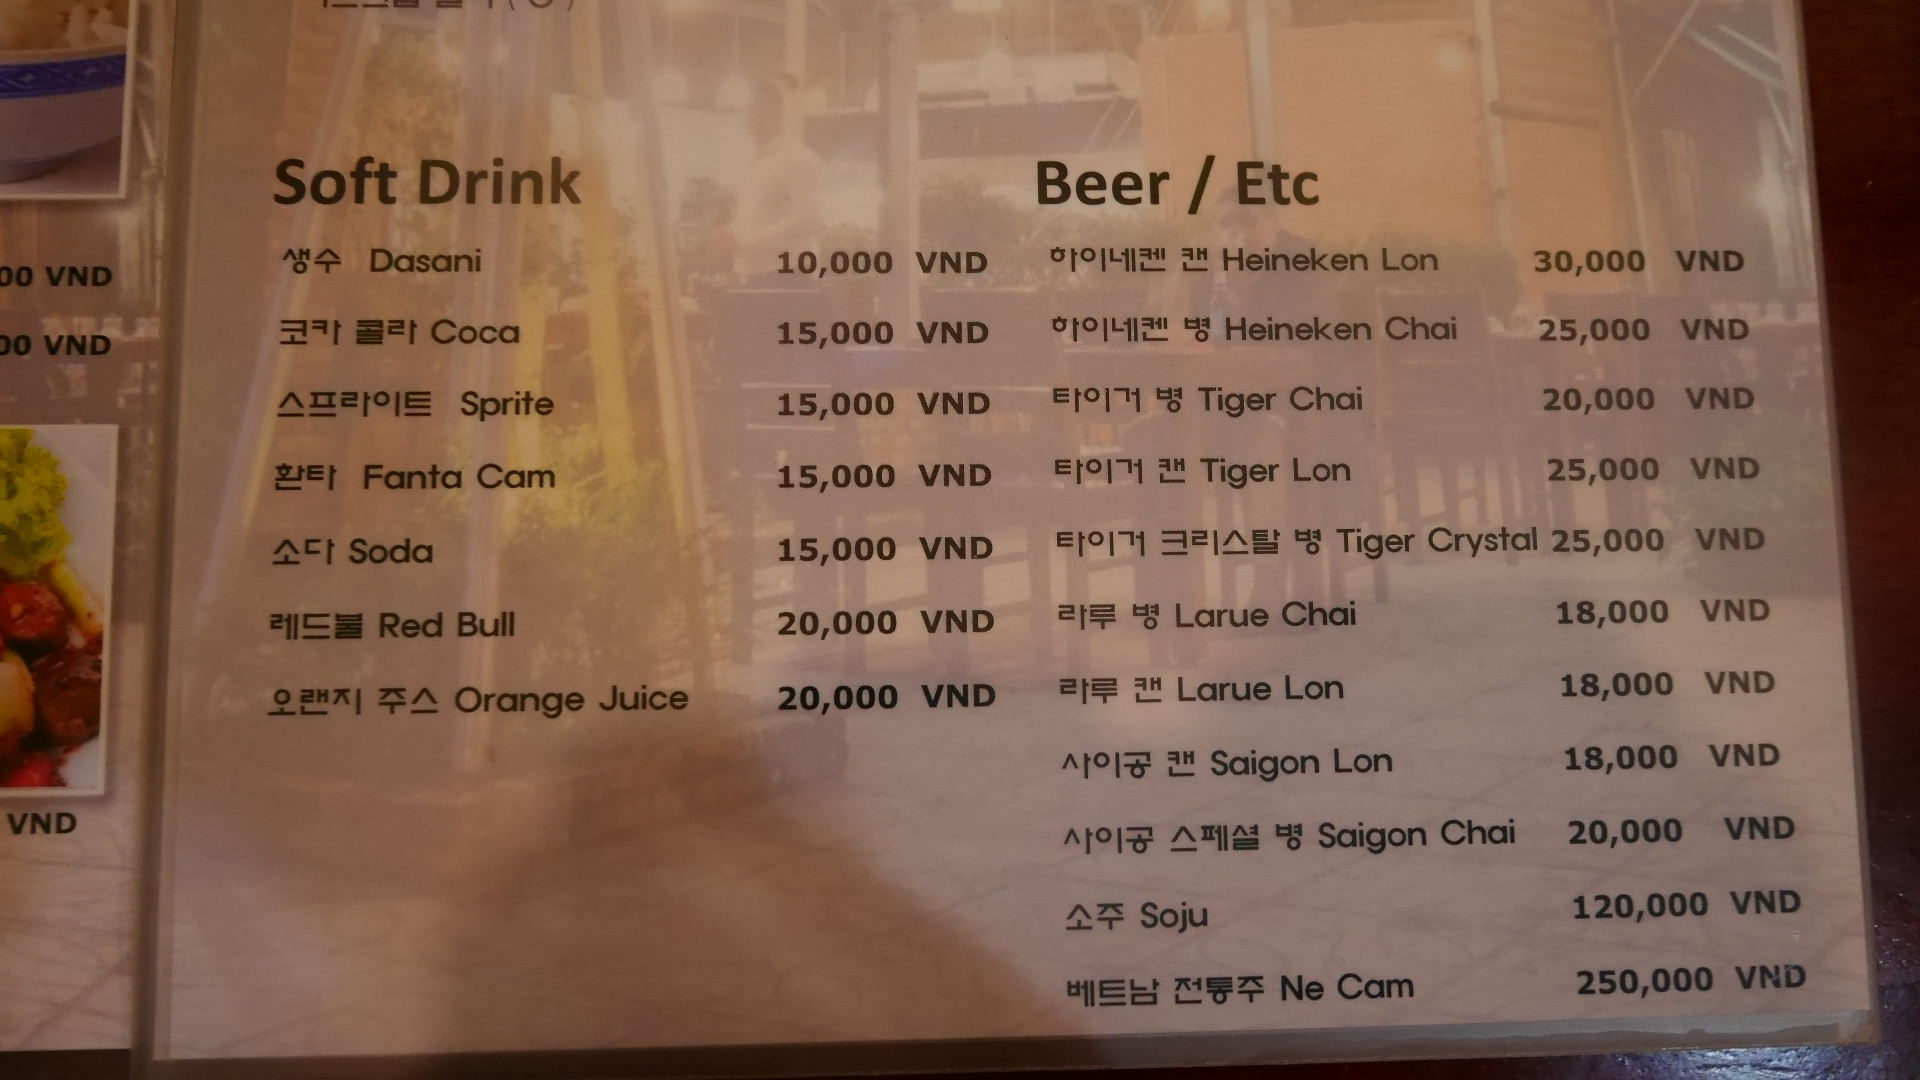 Soft Drink
생수 Dasani 10,000 VND
코카 콜라 Coca 15,000 VND
스프라이트 Sprite 15,000 VND
환타 Fanta Cam 15,000 VND
소다 Soda 15,000 VND
레드불 Red Bull 20,000 VND
오랜지 주스 Orange Juice 20,000 VND
Beer / Etc
하이네켄 캔 Heineken Lon 30,000 VND
하이네켄 병 Heineken Chai 25,000 VND
타이거 병 Tiger Chai 20,000 VND
타이거 캔 Tiger Lon 25,000 VND
타이거 크리스탈 병 Tiger Crystal 25,000 VND
라루 병 Larue Chai 18,000 VND
라루 캔 Larue Lon 18,000 VND
사이공 캔 Saigon Lon 18,000 VND
사이공 스페셜 병 Saigon Chai 20,000 VND
소주 Soju 120,000 VND
베트남 전통주 Ne Cam 250,000 VND
00 VND
00 VND
VND